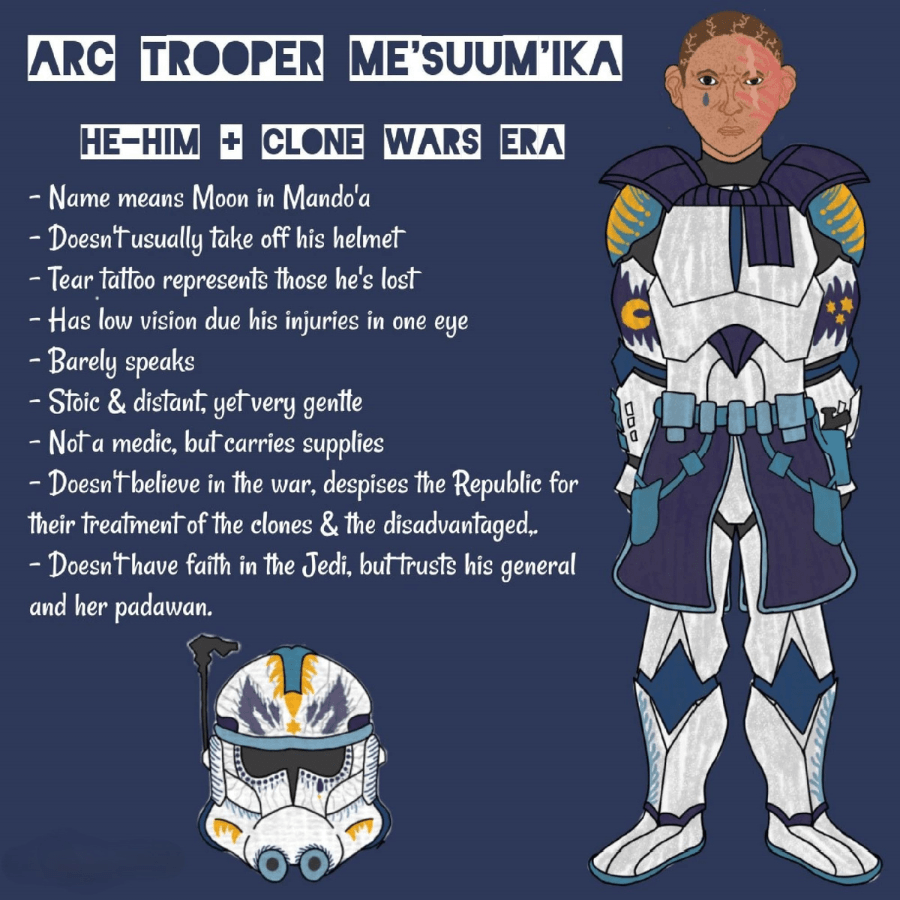 ARC TROOPER ME'SUUM'IKA
HE-HIM + CLONE WARS ERA
- Name means Moon in Mando'a
- Doesn't usually take off his helmet
- Tear tattoo represents those he's lost
- Has low vision due his injuries in one eye
- Barely speaks
- Stoic & distant, yet very gentle
- Not a medic, but carries supplies
- Doesn't believe in the war, despises the Republic for
their treatment of the clones & the disadvantaged,.
- Doesn't have faith in the Jedi, but trusts his general
and her padawan.